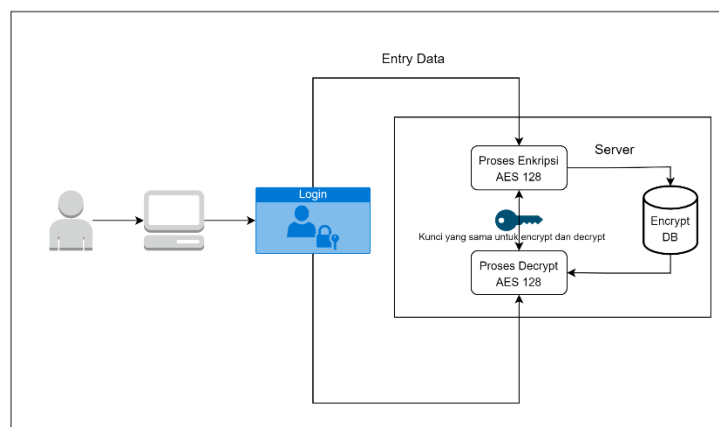 Entry Data
Login
Server
Proses Enkripsi
AES 128
Kunci yang sama untuk encrypt dan decrypt
Encrypt
DB
Proses Decrypt
AES 128